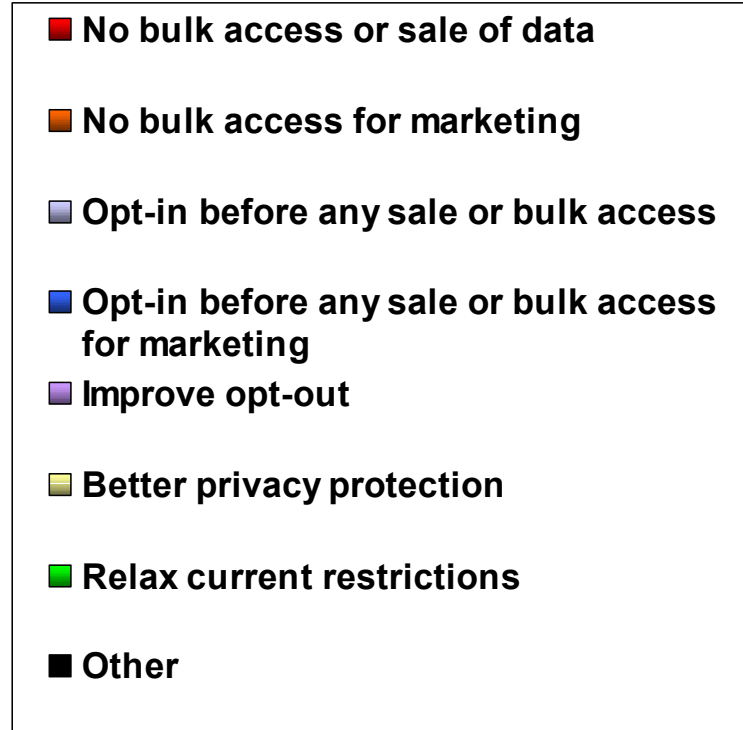 No bulk access or sale of data
No bulk access for marketing
Opt-in before any sale or bulk access
Opt-in before any sale or bulk access
for marketing
Improve opt-out
Better privacy protection
Relax current restrictions
Other